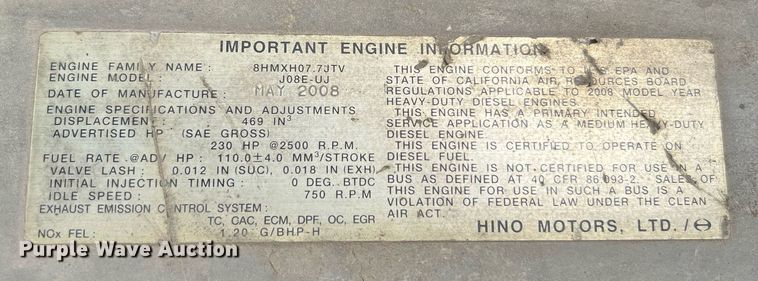 IMPORTANT ENGINE INFORMATION
ENGINE FAMILY NAME : 8HMXH07.7JTV
ENGINE MODEL : J08E-UJ
DATE OF MANUFACTURE : MAY 2008
ENGINE SPECIFICATIONS AND ADJUSTMENTS
DISPLACEMENT : 469 IN³
ADVERTISED HP (SAE GROSS)
230 HP @2500 R.P.M.
FUEL RATE @ADV HP : 110.0±4.0 MM³/STROKE
VALVE LASH : 0.012 IN (SUC), 0.018 IN (EXH)
INITIAL INJECTION TIMING : 0 DEG. BTDC
IDLE SPEED : 750 R.P.M
EXHAUST EMISSION CONTROL SYSTEM :
TC, CAC, ECM, DPF, OC, EGR
NOx FEL : 1.20 G/BHP-H
THIS ENGINE CONFORMS TO U.S EPA AND
STATE OF CALIFORNIA AIR RESOURCES BOARD
REGULATIONS APPLICABLE TO 2008 MODEL YEAR
HEAVY-DUTY DIESEL ENGINES.
THIS ENGINE HAS A PRIMARY INTENDED
SERVICE APPLICATION AS A MEDIUM HEAVY-DUTY
DIESEL ENGINE.
THIS ENGINE IS CERTIFIED TO OPERATE ON
DIESEL FUEL.
THIS ENGINE IS NOT CERTIFIED FOR USE IN A
BUS AS DEFINED AT 40 CFR 86.093-2. SALES OF
THIS ENGINE FOR USE IN SUCH A BUS IS A
VIOLATION OF FEDERAL LAW UNDER THE CLEAN
AIR ACT.
HINO MOTORS, LTD. /
Purple Wave Auction